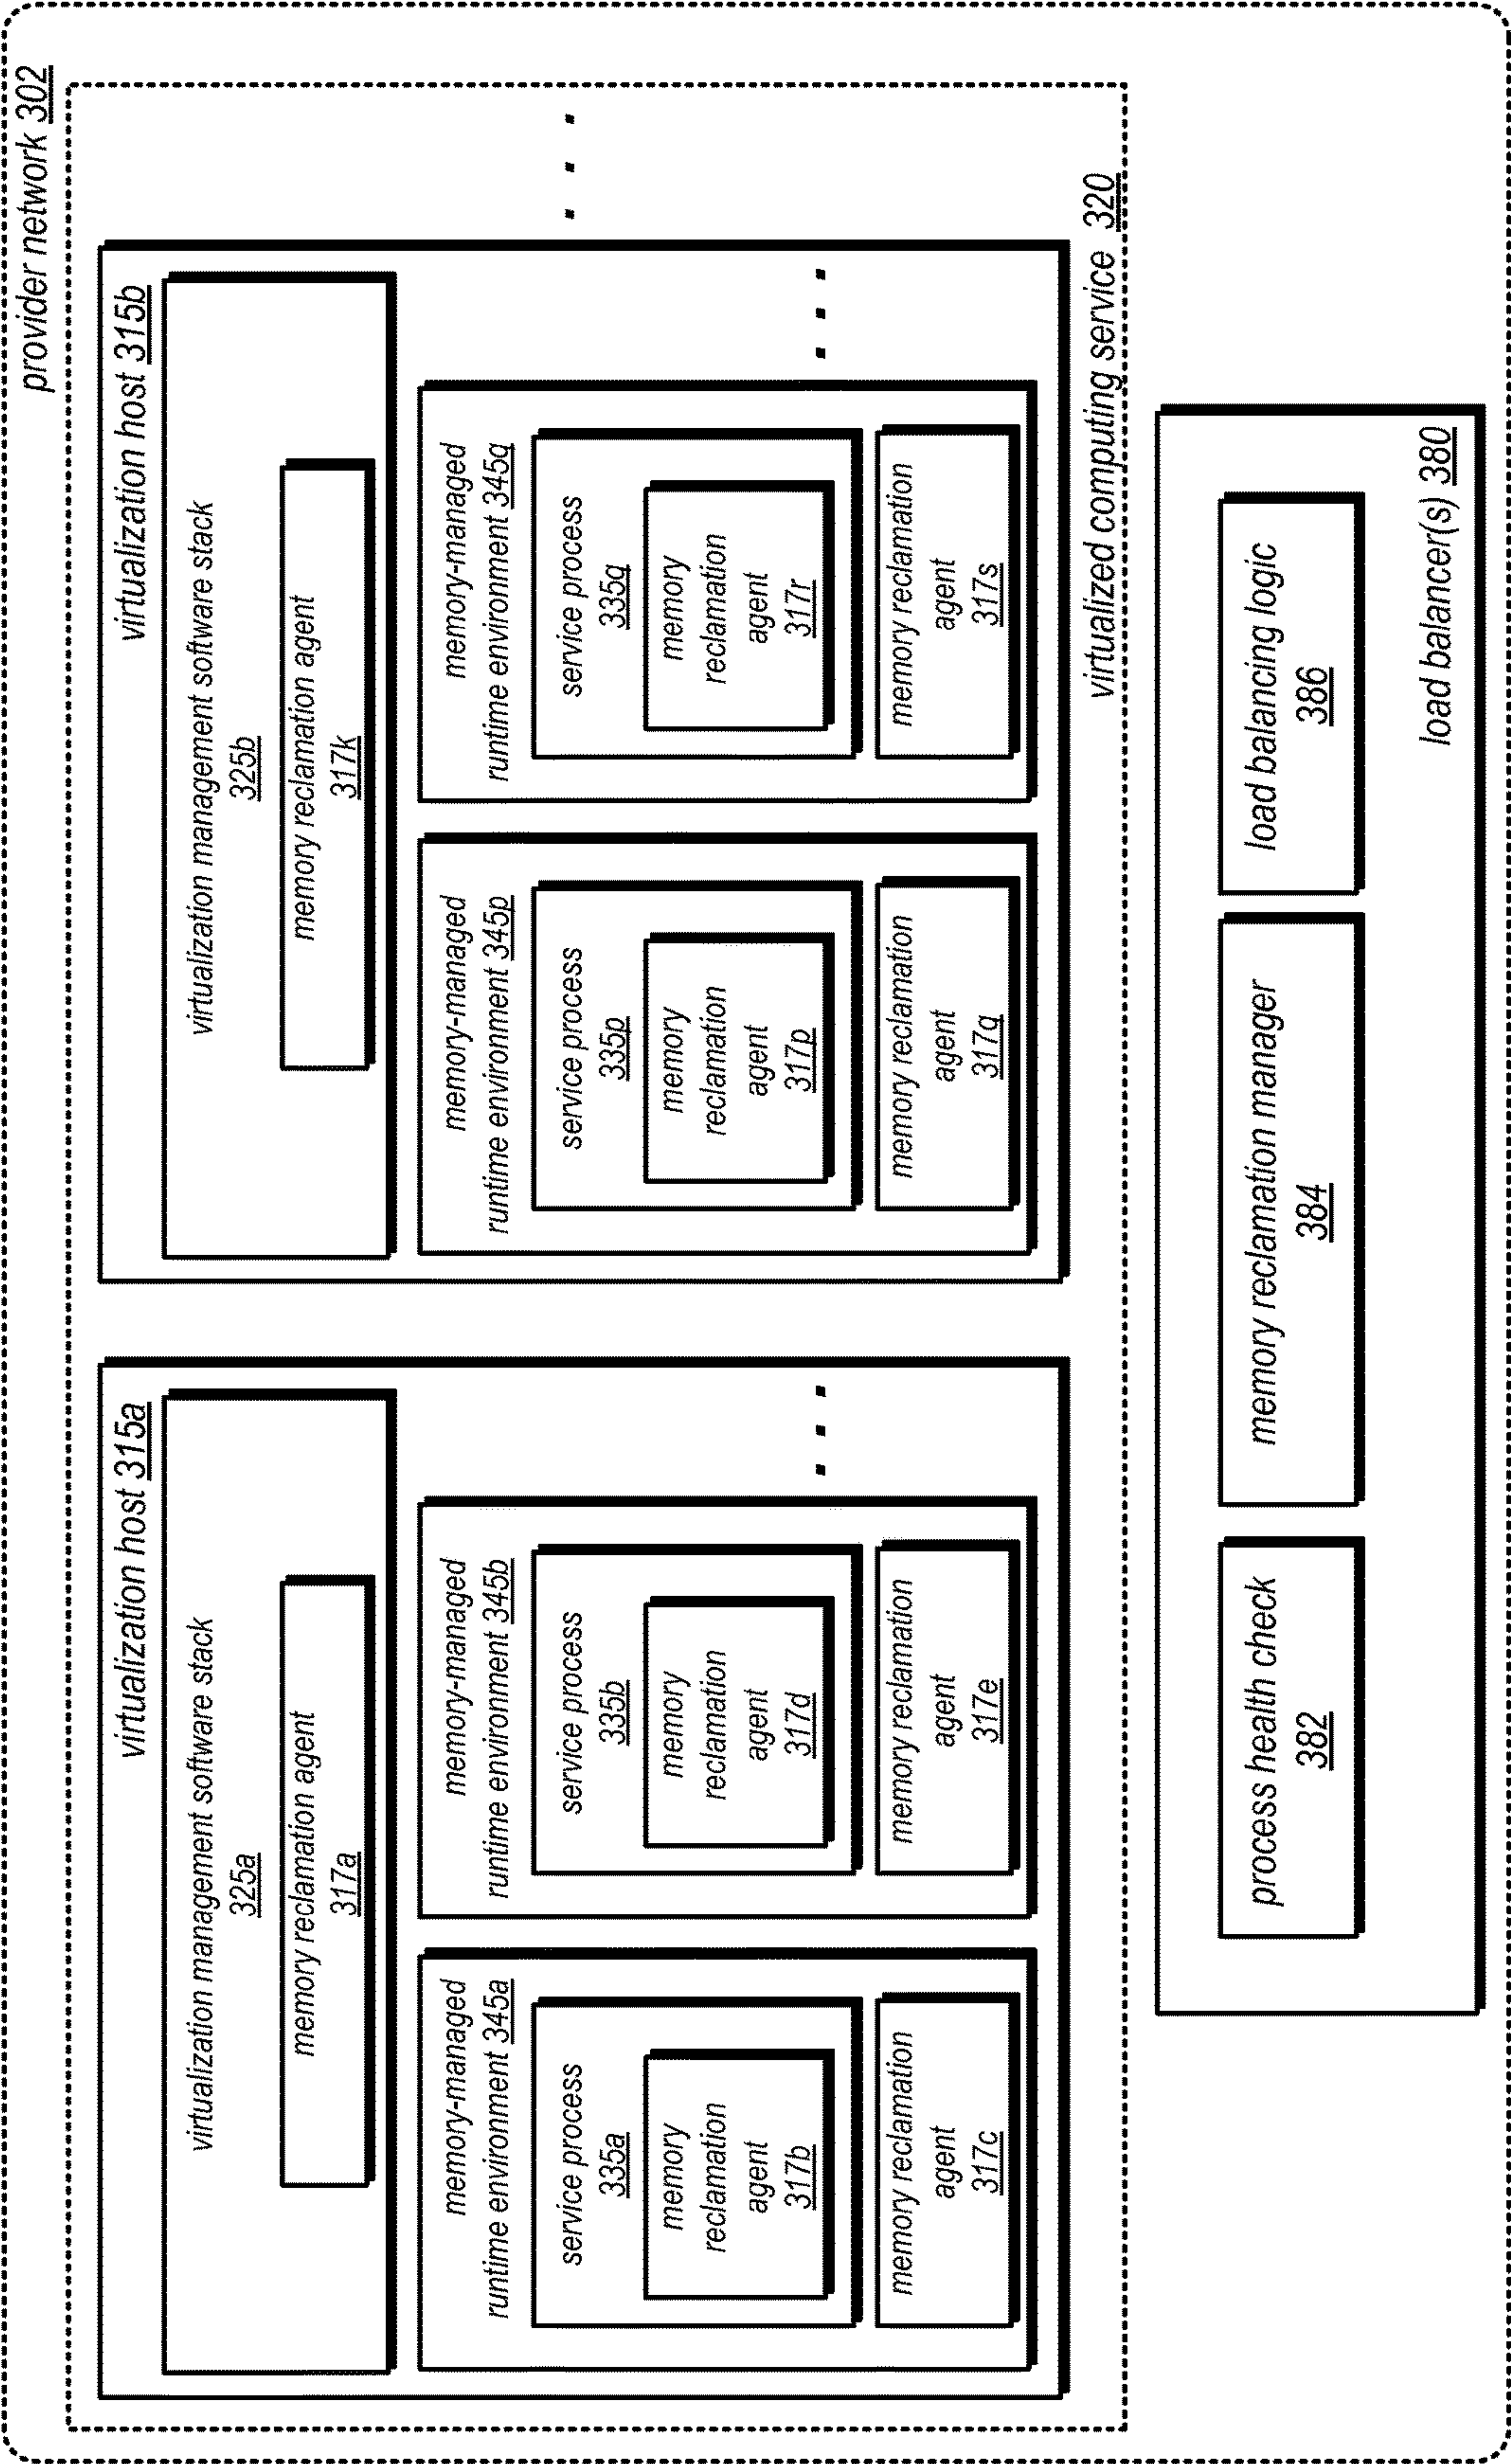 provider network 302
virtualization host 315a
virtualization management software stack
325a
memory reclamation agent
317a
memory-managed
runtime environment 345a
service process
335a
memory
reclamation
agent
317b
memory reclamation
agent
317c
memory-managed
runtime environment 345b
service process
335b
memory
reclamation
agent
317d
memory reclamation
agent
317e
virtualization host 315b
virtualization management software stack
325b
memory reclamation agent
317k
memory-managed
runtime environment 345p
service process
335p
memory
reclamation
agent
317p
memory reclamation
agent
317q
memory-managed
runtime environment 345q
service process
335q
memory
reclamation
agent
317r
memory reclamation
agent
317s
virtualized computing service 320
process health check
382
memory reclamation manager
384
load balancing logic
386
load balancer(s) 380